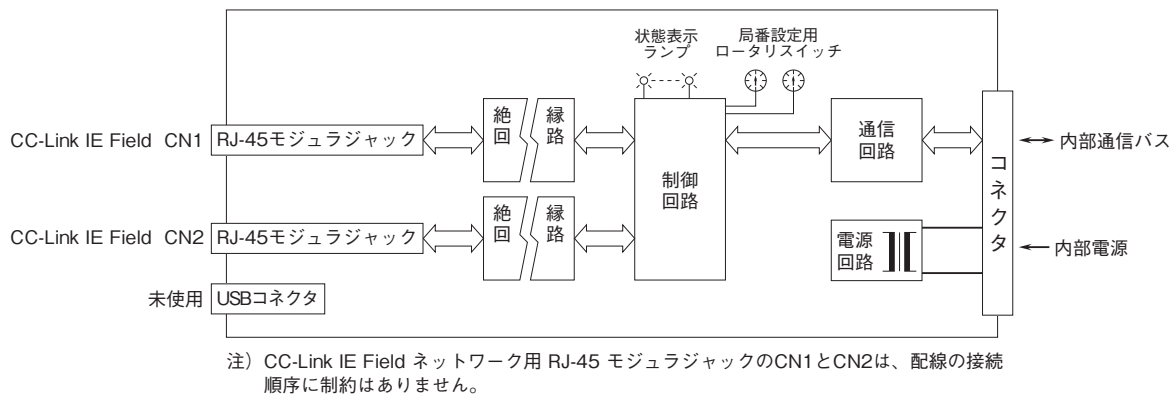 状態表示
ランプ
局番設定用
ロータリスイッチ
CC-Link IE Field CN1
RJ-45モジュラジャック
絶縁
回路
制御
回路
通信
回路
コネクタ
内部通信バス
CC-Link IE Field CN2
RJ-45モジュラジャック
絶縁
回路
電源
回路
内部電源
未使用
USBコネクタ
注）CC-Link IE Field ネットワーク用 RJ-45 モジュラジャックのCN1とCN2は、配線の接続
順序に制約はありません。